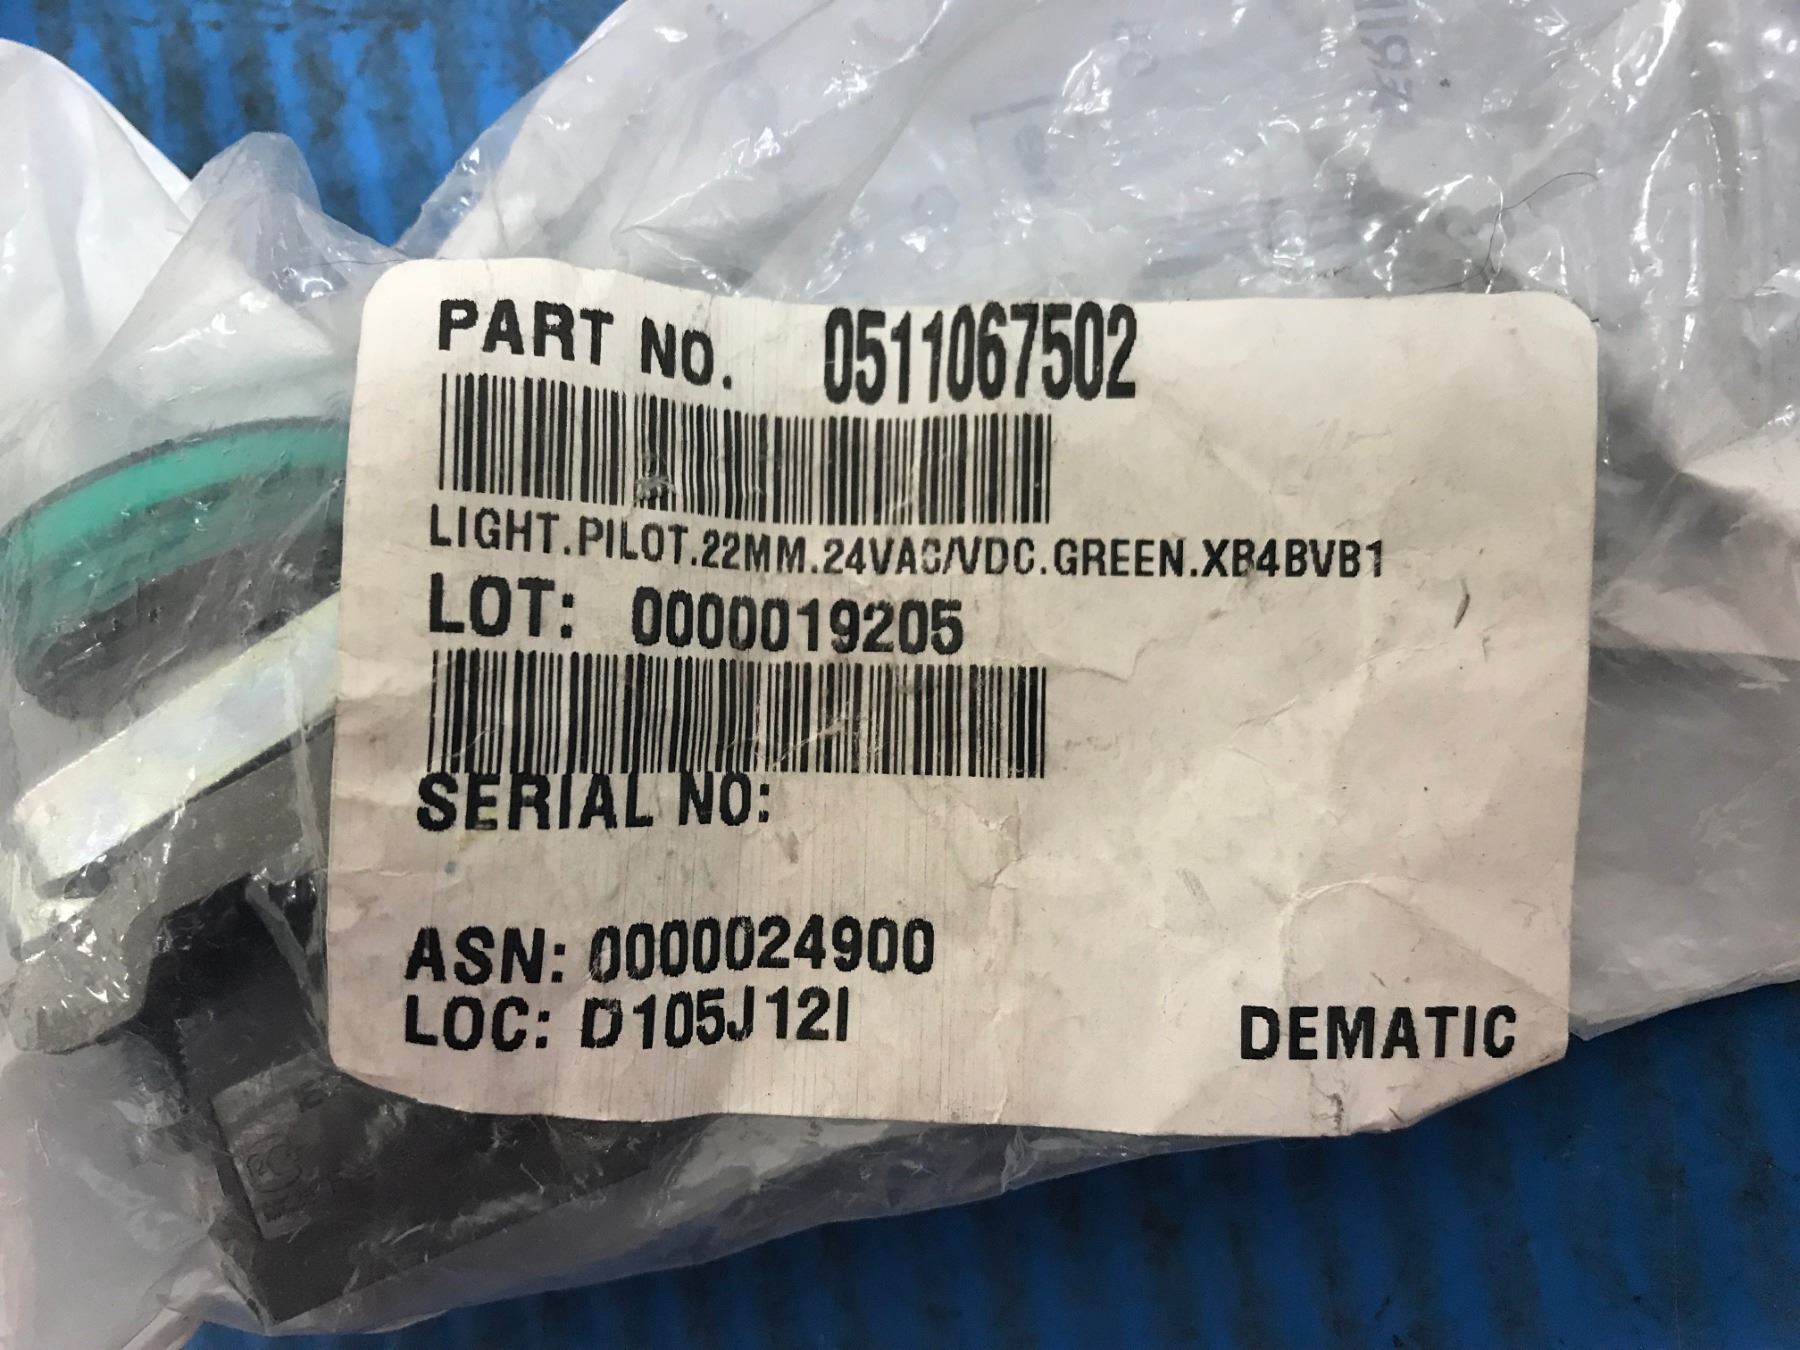 PART NO. 0511067502
LIGHT.PILOT.22MM.24VAC/VDC.GREEN.XB4BVB1
LOT: 0000019205
SERIAL NO:
ASN: 0000024900
LOC: D105J12I
DEMATIC